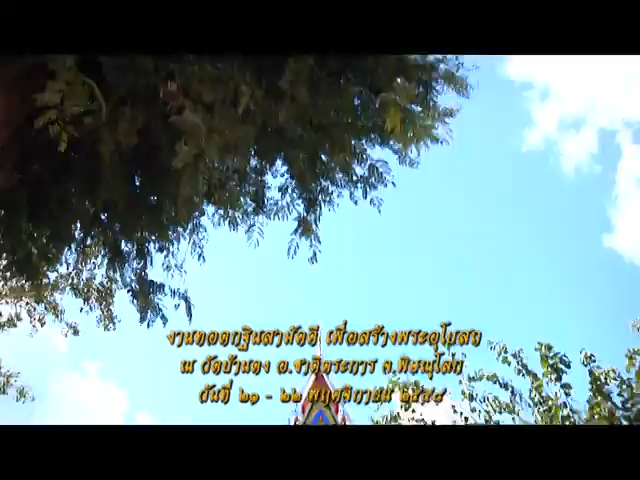 งานทอดกฐินสามัคคี เพื่อสร้างพระอุโบสถ
ณ วัดบ้านดง อ.ชาติตระการ จ.พิษณุโลก
วันที่ ๒๑ - ๒๒ พฤศจิกายน ๒๕๕๘